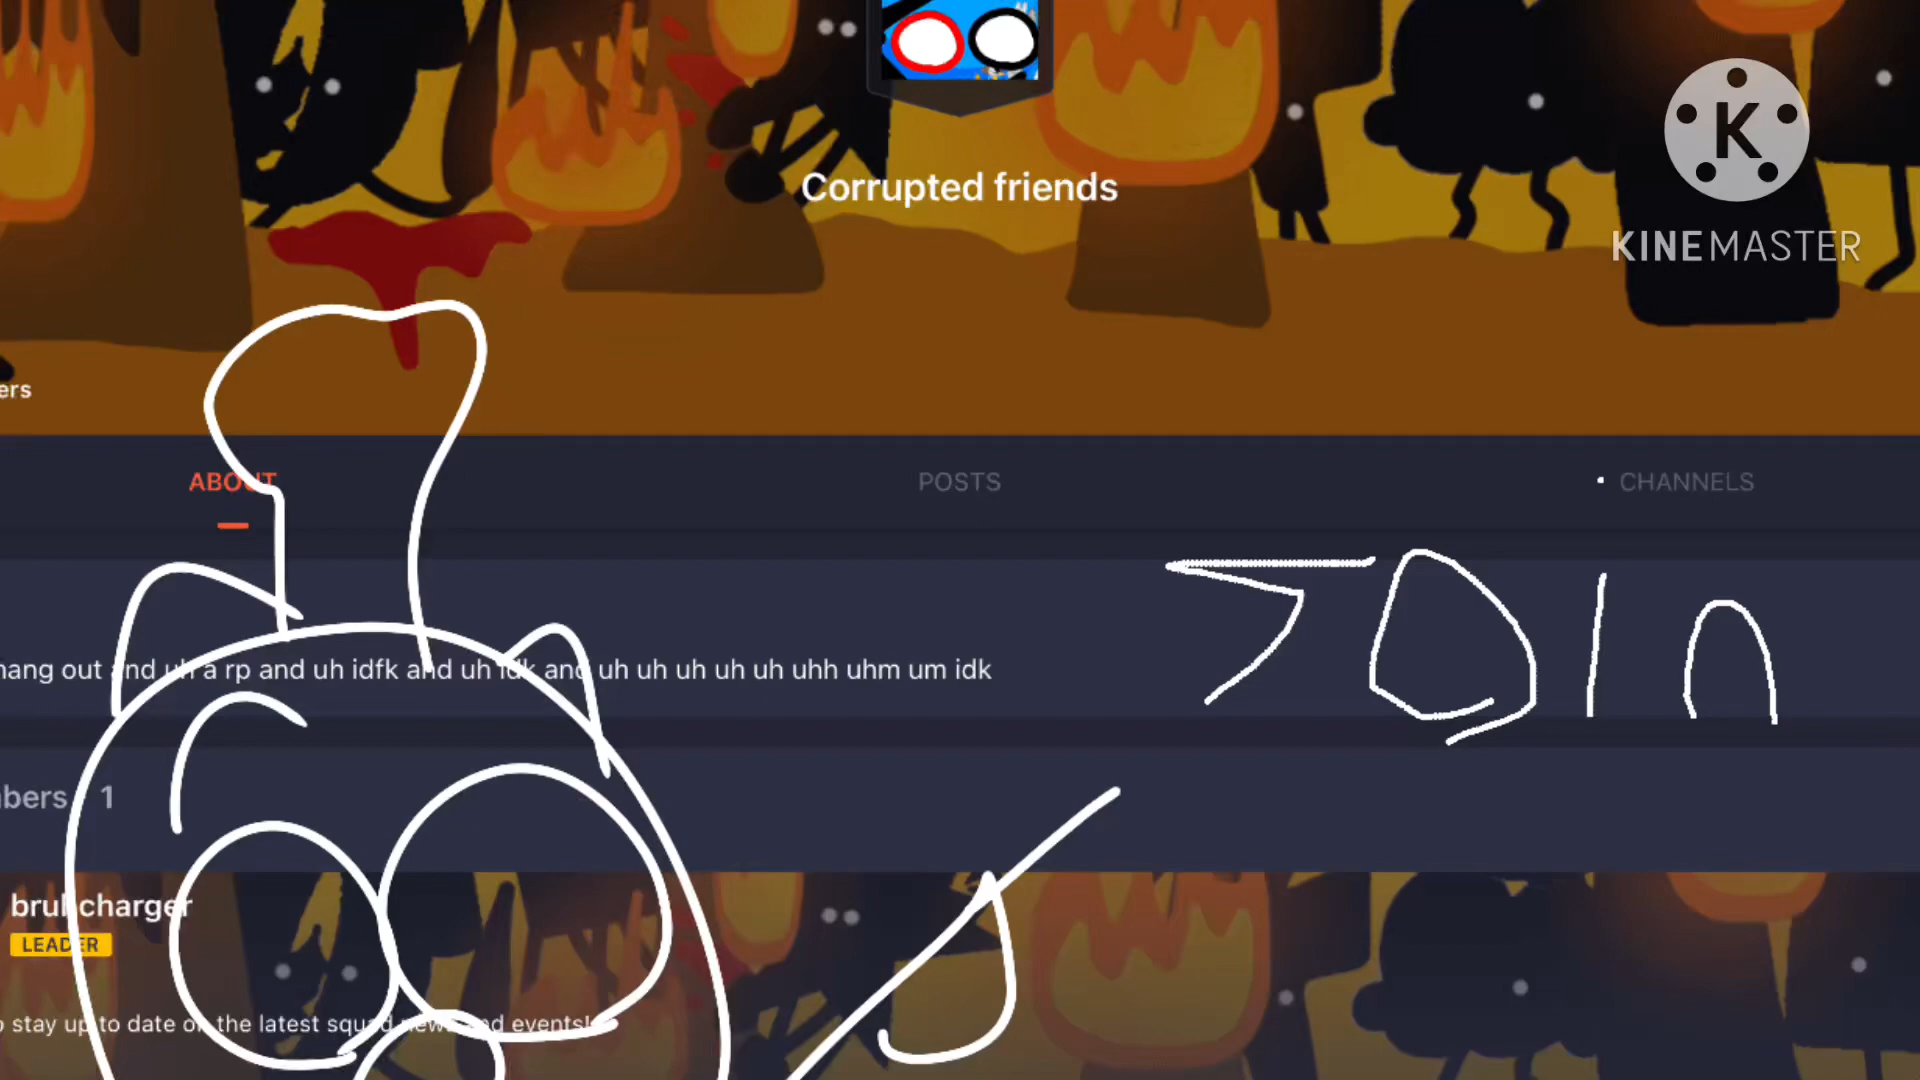 Corrupted friends
K
KINEMASTER
ers
ABOUT
POSTS
CHANNELS
JOIN
hang out and uh a rp and uh idfk and uh idk and uh uh uh uh uh uhh uhm um idk
bers 1
bruhcharger
LEADER
o stay up to date on the latest squad news and events!